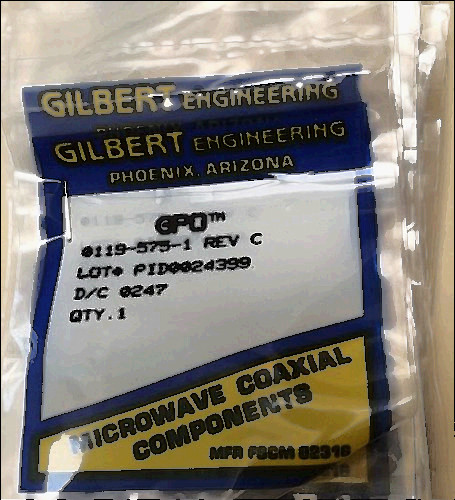 GILBERT ENGINEERING
GILBERT ENGINEERING
PHOENIX, ARIZONA
GPO™
0119-575-1 REV C
LOT# PID0024399
D/C 0247
QTY.1
MICROWAVE COAXIAL
COMPONENTS
MFR FSCM 82316